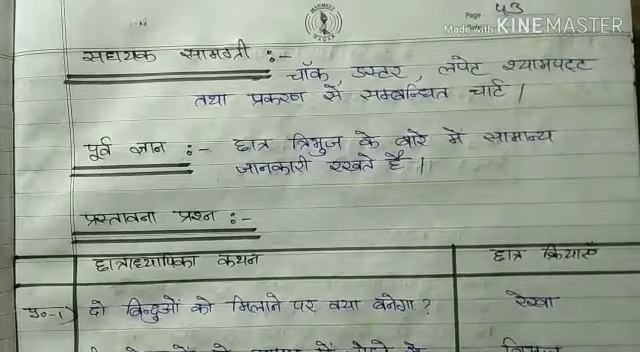 Page 43
Made with KINEMASTER
सहायक सामग्री :-
चॉक, डस्टर, लपेट श्यामपट्ट
तथा प्रकरण से सम्बन्धित चार्ट |
पूर्व ज्ञान :- छात्र त्रिभुज के बारे में सामान्य
जानकारी रखते है |
प्रस्तावना प्रश्न :-
छात्राध्यापिका कथन छात्र क्रियाएँ
प्र०-1) दो बिन्दुओं को मिलाने पर क्या बनेगा ? रेखा